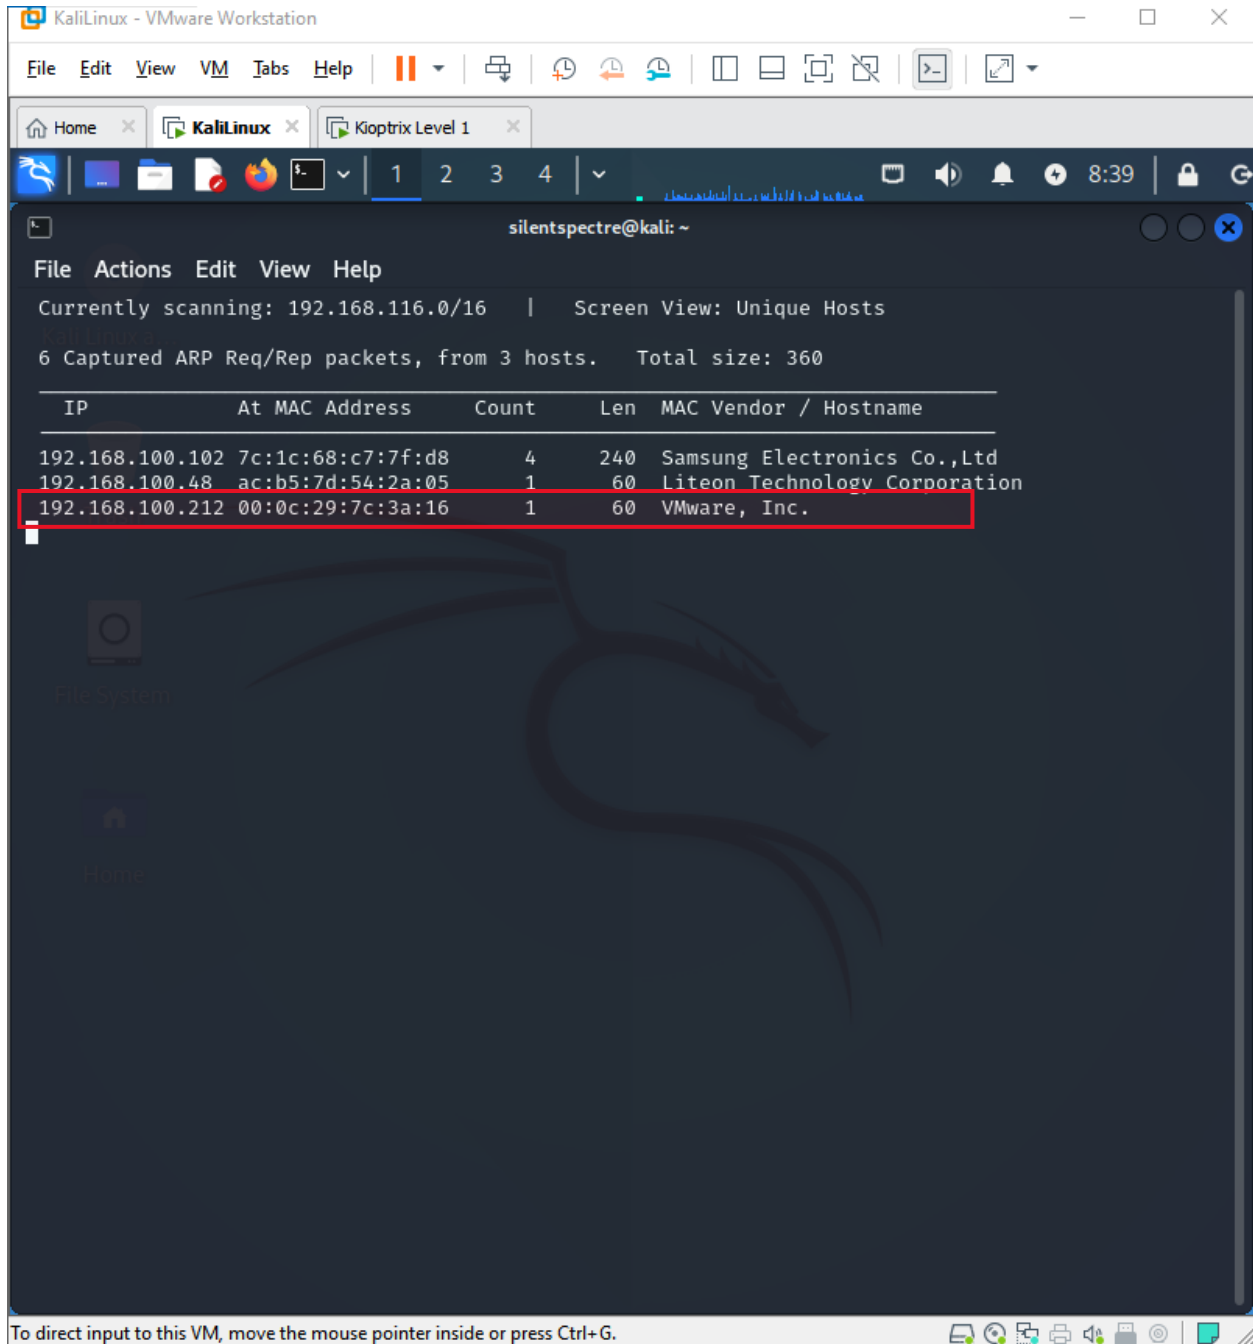 KaliLinux - VMware Workstation
File Edit View VM Tabs Help
Home KaliLinux Kioptrix Level 1
1 2 3 4 8:39
silentspectre@kali: ~
File Actions Edit View Help
Currently scanning: 192.168.116.0/16 | Screen View: Unique Hosts
Kali Linux a...
6 Captured ARP Req/Rep packets, from 3 hosts. Total size: 360
IP At MAC Address Count Len MAC Vendor / Hostname
192.168.100.102 7c:1c:68:c7:7f:d8 4 240 Samsung Electronics Co.,Ltd
192.168.100.48 ac:b5:7d:54:2a:05 1 60 Liteon Technology Corporation
192.168.100.212 00:0c:29:7c:3a:16 1 60 VMware, Inc.
File System
Home
To direct input to this VM, move the mouse pointer inside or press Ctrl+G.